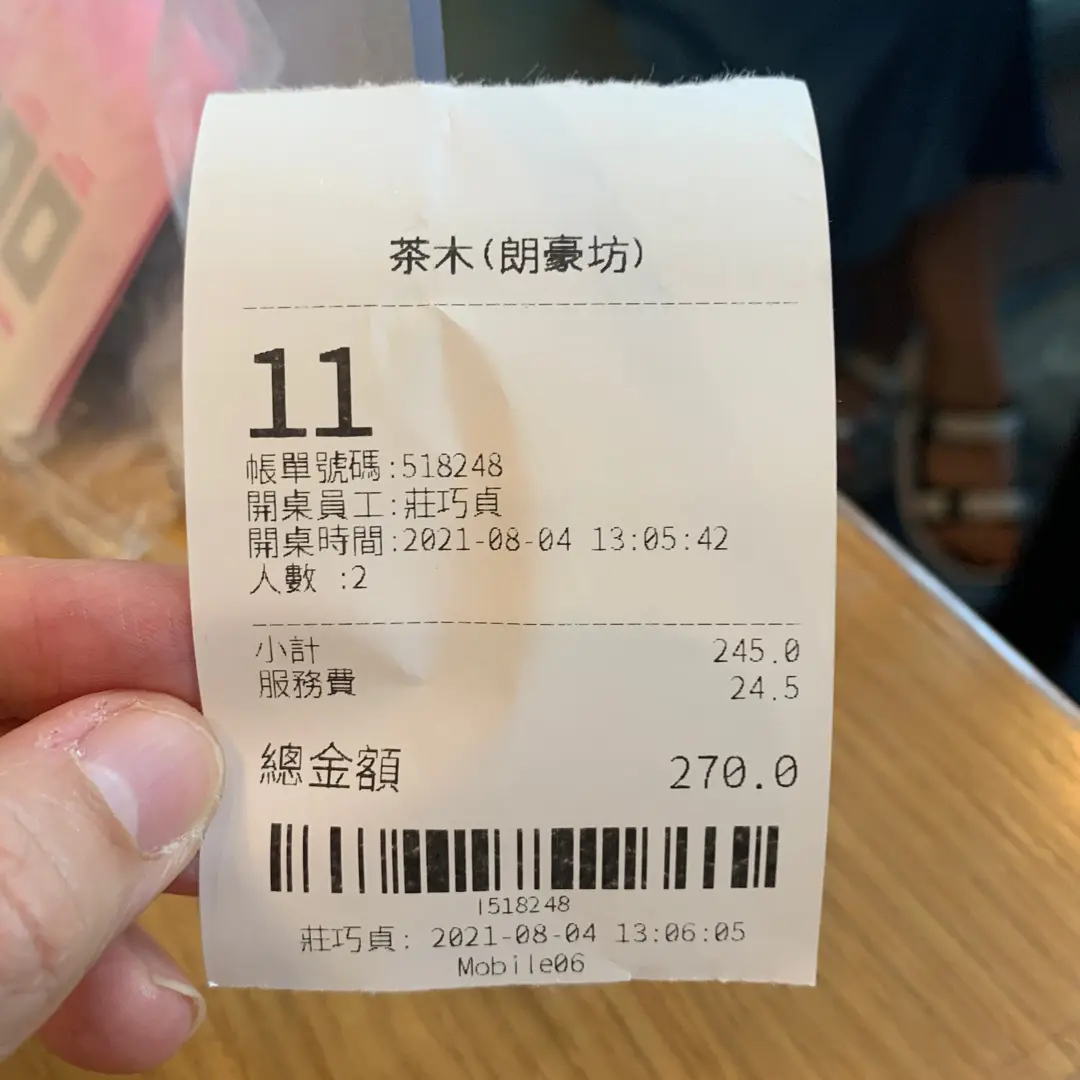 茶木(朗豪坊)
11
帳單號碼:518248
開桌員工:莊巧貞
開桌時間:2021-08-04 13:05:42
人數 :2
小計 245.0
服務費 24.5
總金額 270.0
1518248
莊巧貞: 2021-08-04 13:06:05
Mobile06